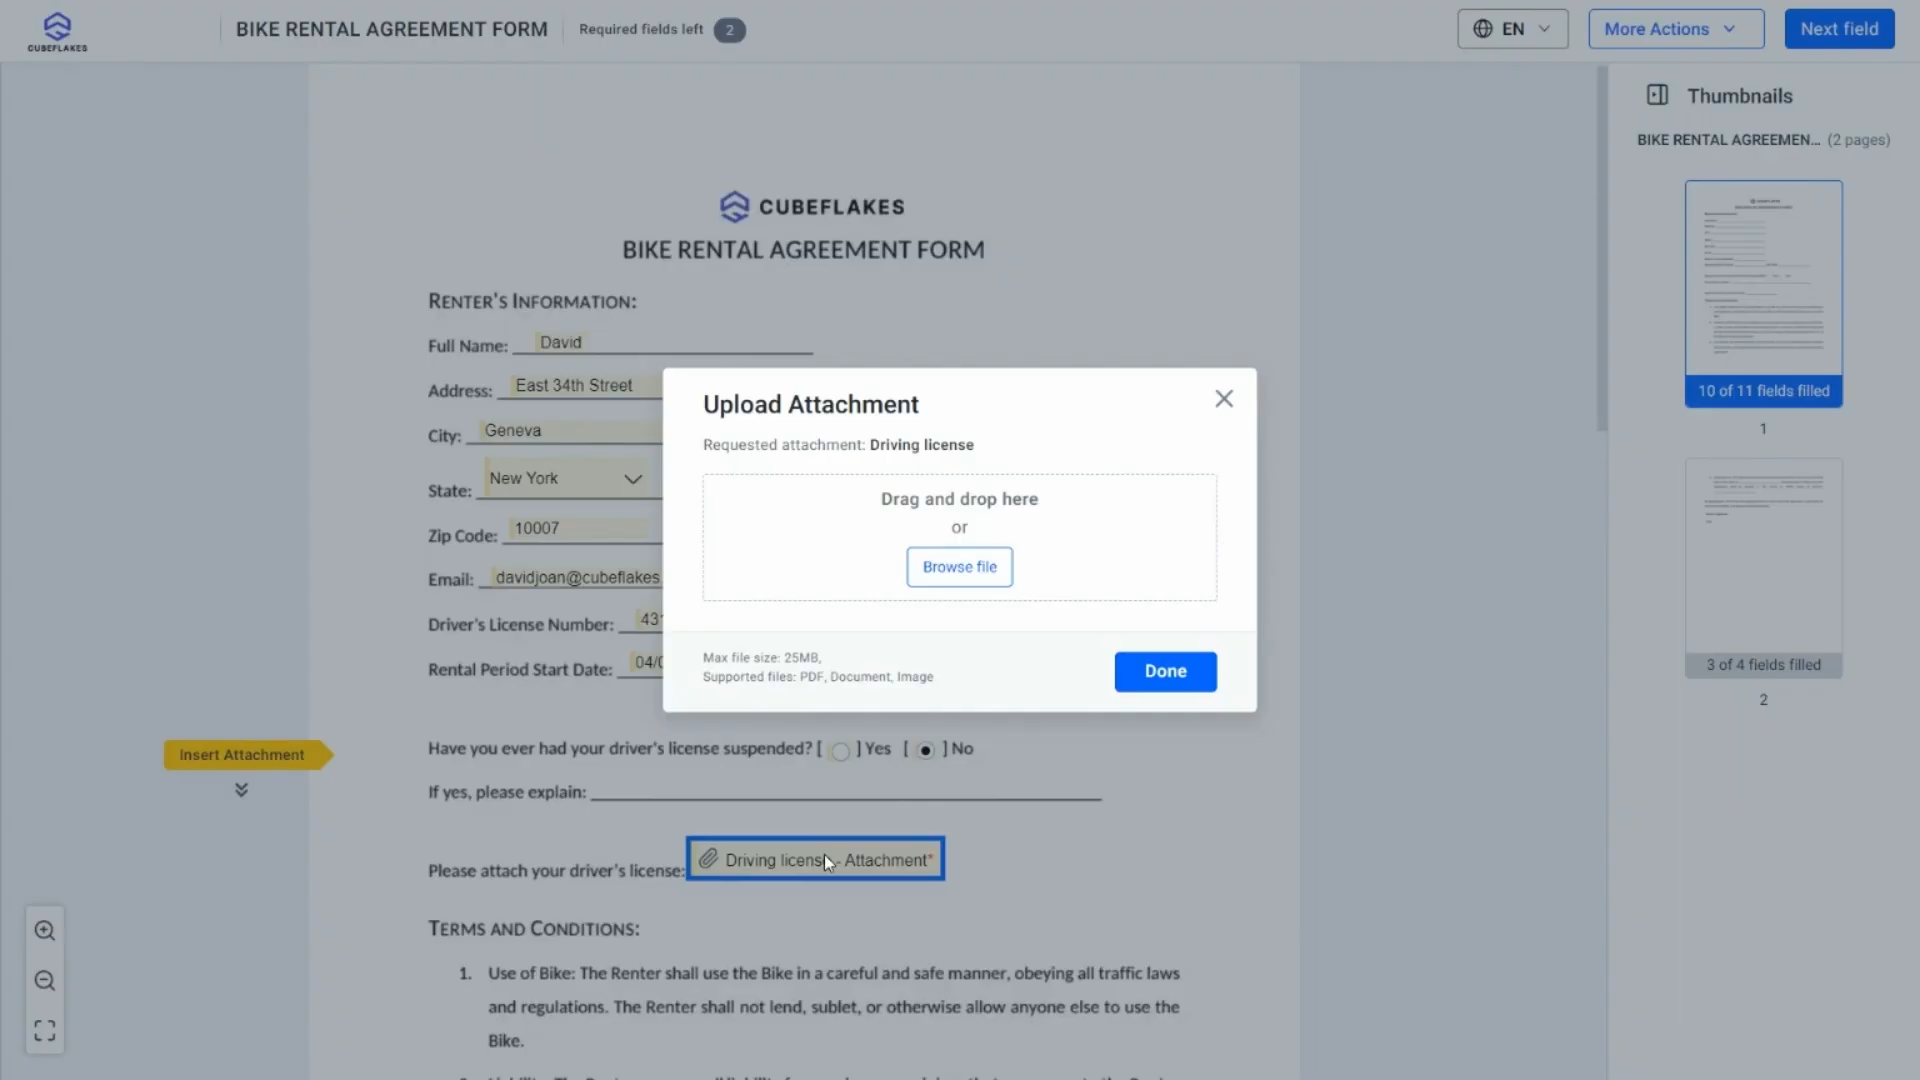 CUBEFLAKES
BIKE RENTAL AGREEMENT FORM
Required fields left 2
EN
More Actions
Next field
Thumbnails
BIKE RENTAL AGREEMEN... (2 pages)
10 of 11 fields filled
1
3 of 4 fields filled
2
CUBEFLAKES
BIKE RENTAL AGREEMENT FORM
RENTER'S INFORMATION:
Full Name: David
Address: East 34th Street
City: Geneva
State: New York
Zip Code: 10007
Email: davidjoan@cubeflakes.
Driver's License Number: 431
Rental Period Start Date: 04/0
Upload Attachment
Requested attachment: Driving license
Drag and drop here
or
Browse file
Max file size: 25MB,
Supported files: PDF, Document, Image
Done
Insert Attachment
Have you ever had your driver's license suspended? [ ] Yes [ ] No
If yes, please explain:
Please attach your driver's license: Driving license - Attachment*
TERMS AND CONDITIONS:
1. Use of Bike: The Renter shall use the Bike in a careful and safe manner, obeying all traffic laws
and regulations. The Renter shall not lend, sublet, or otherwise allow anyone else to use the
Bike.